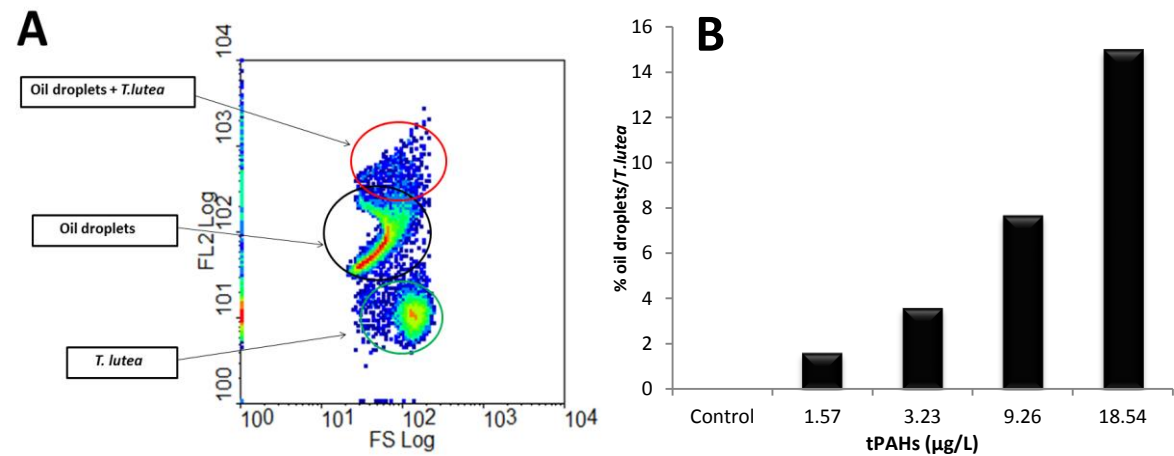 A
Oil droplets + T.lutea
Oil droplets
T. lutea
FL2 Log
104
103
102
101
100
100 101 102 103 104
FS Log
B
% oil droplets/T.lutea
16
14
12
10
8
6
4
2
0
Control 1.57 3.23 9.26 18.54
tPAHs (µg/L)